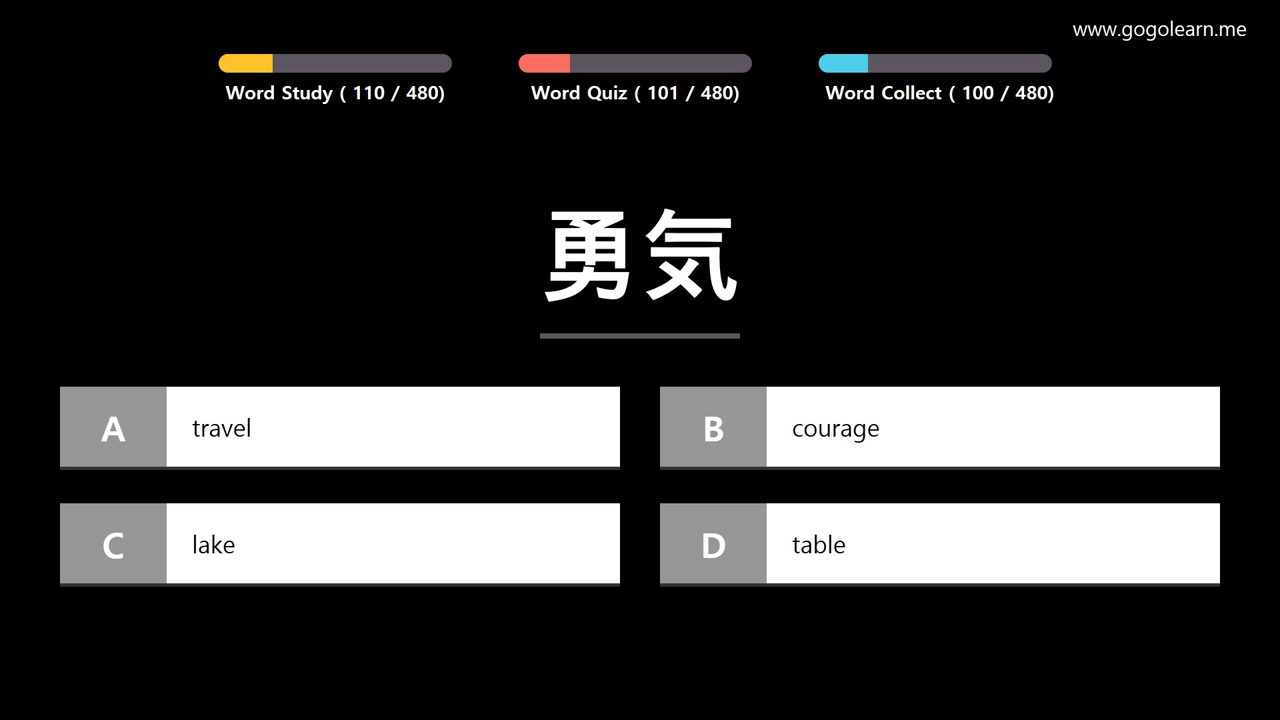 www.gogolearn.me
Word Study ( 110 / 480)
Word Quiz ( 101 / 480)
Word Collect ( 100 / 480)
勇気
A travel
B courage
C lake
D table